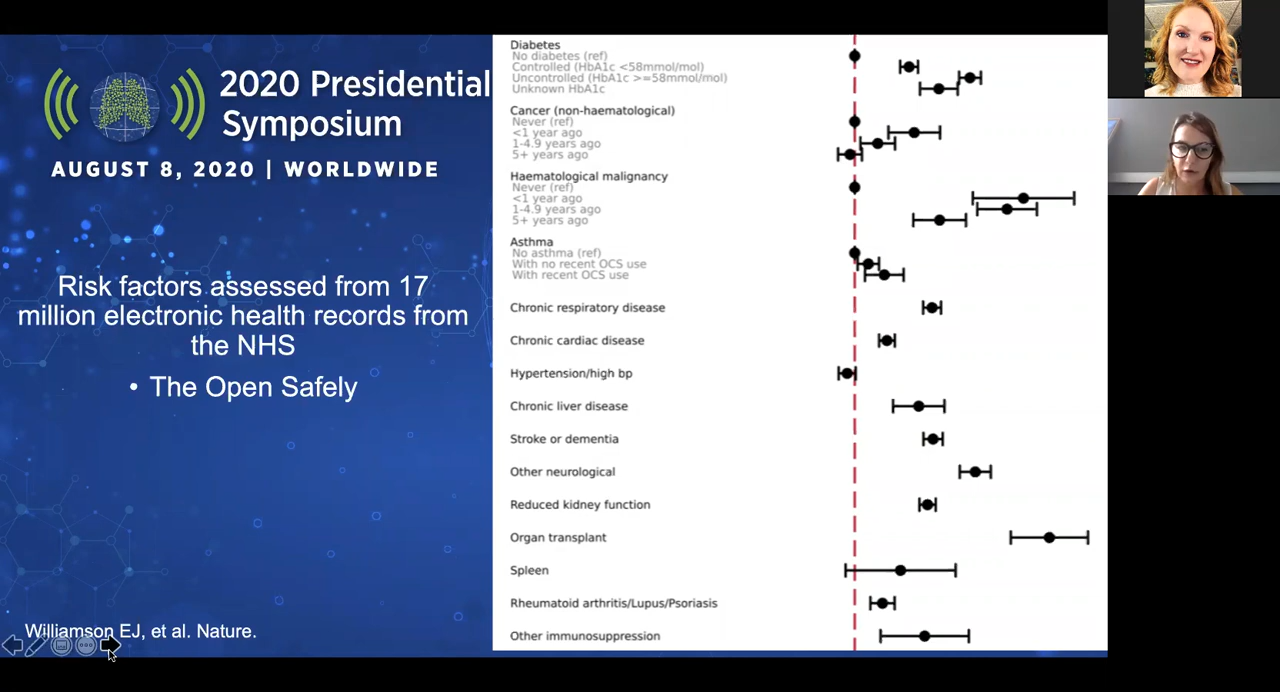 2020 Presidential
Symposium
AUGUST 8, 2020 | WORLDWIDE
Risk factors assessed from 17
million electronic health records from
the NHS
• The Open Safely
Williamson EJ, et al. Nature.
Diabetes
No diabetes (ref)
Controlled (HbA1c <58mmol/mol)
Uncontrolled (HbA1c >=58mmol/mol)
Unknown HbA1c
Cancer (non-haematological)
Never (ref)
<1 year ago
1-4.9 years ago
5+ years ago
Haematological malignancy
Never (ref)
<1 year ago
1-4.9 years ago
5+ years ago
Asthma
No asthma (ref)
With no recent OCS use
With recent OCS use
Chronic respiratory disease
Chronic cardiac disease
Hypertension/high bp
Chronic liver disease
Stroke or dementia
Other neurological
Reduced kidney function
Organ transplant
Spleen
Rheumatoid arthritis/Lupus/Psoriasis
Other immunosuppression